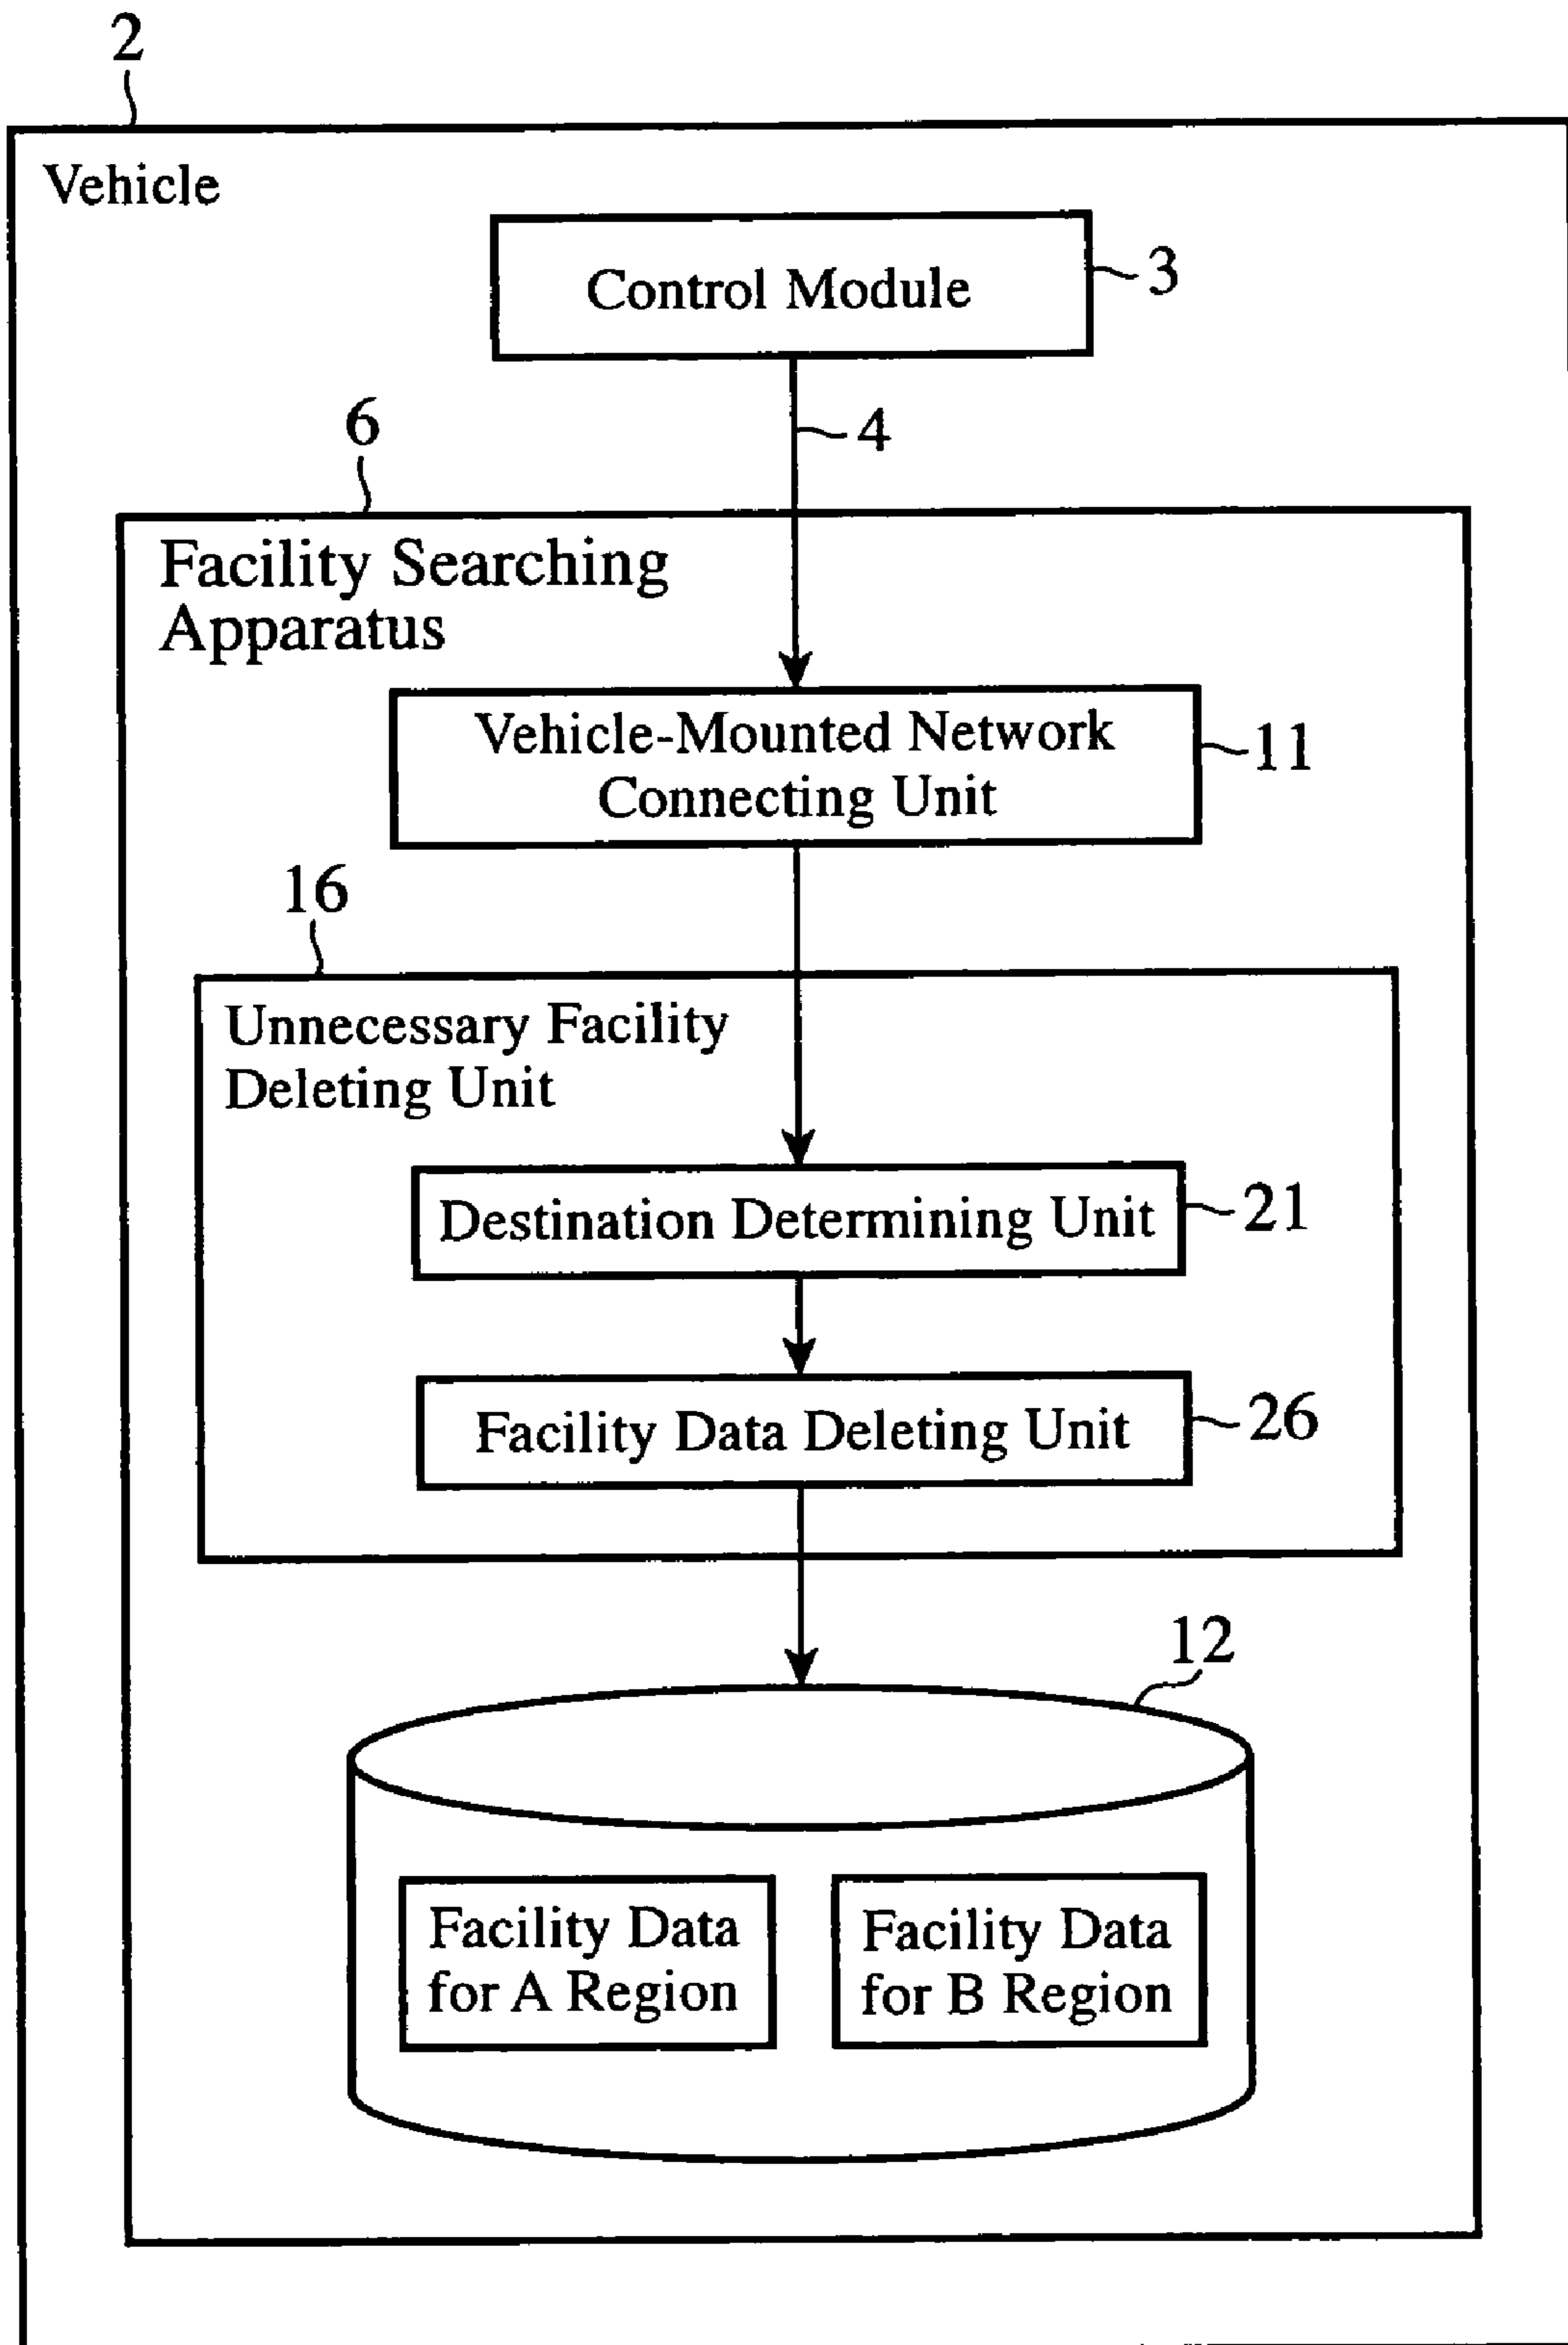 2
Vehicle
Control Module
3
4
6
Facility Searching
Apparatus
Vehicle-Mounted Network
Connecting Unit
11
16
Unnecessary Facility
Deleting Unit
Destination Determining Unit
21
Facility Data Deleting Unit
26
12
Facility Data
for A Region
Facility Data
for B Region